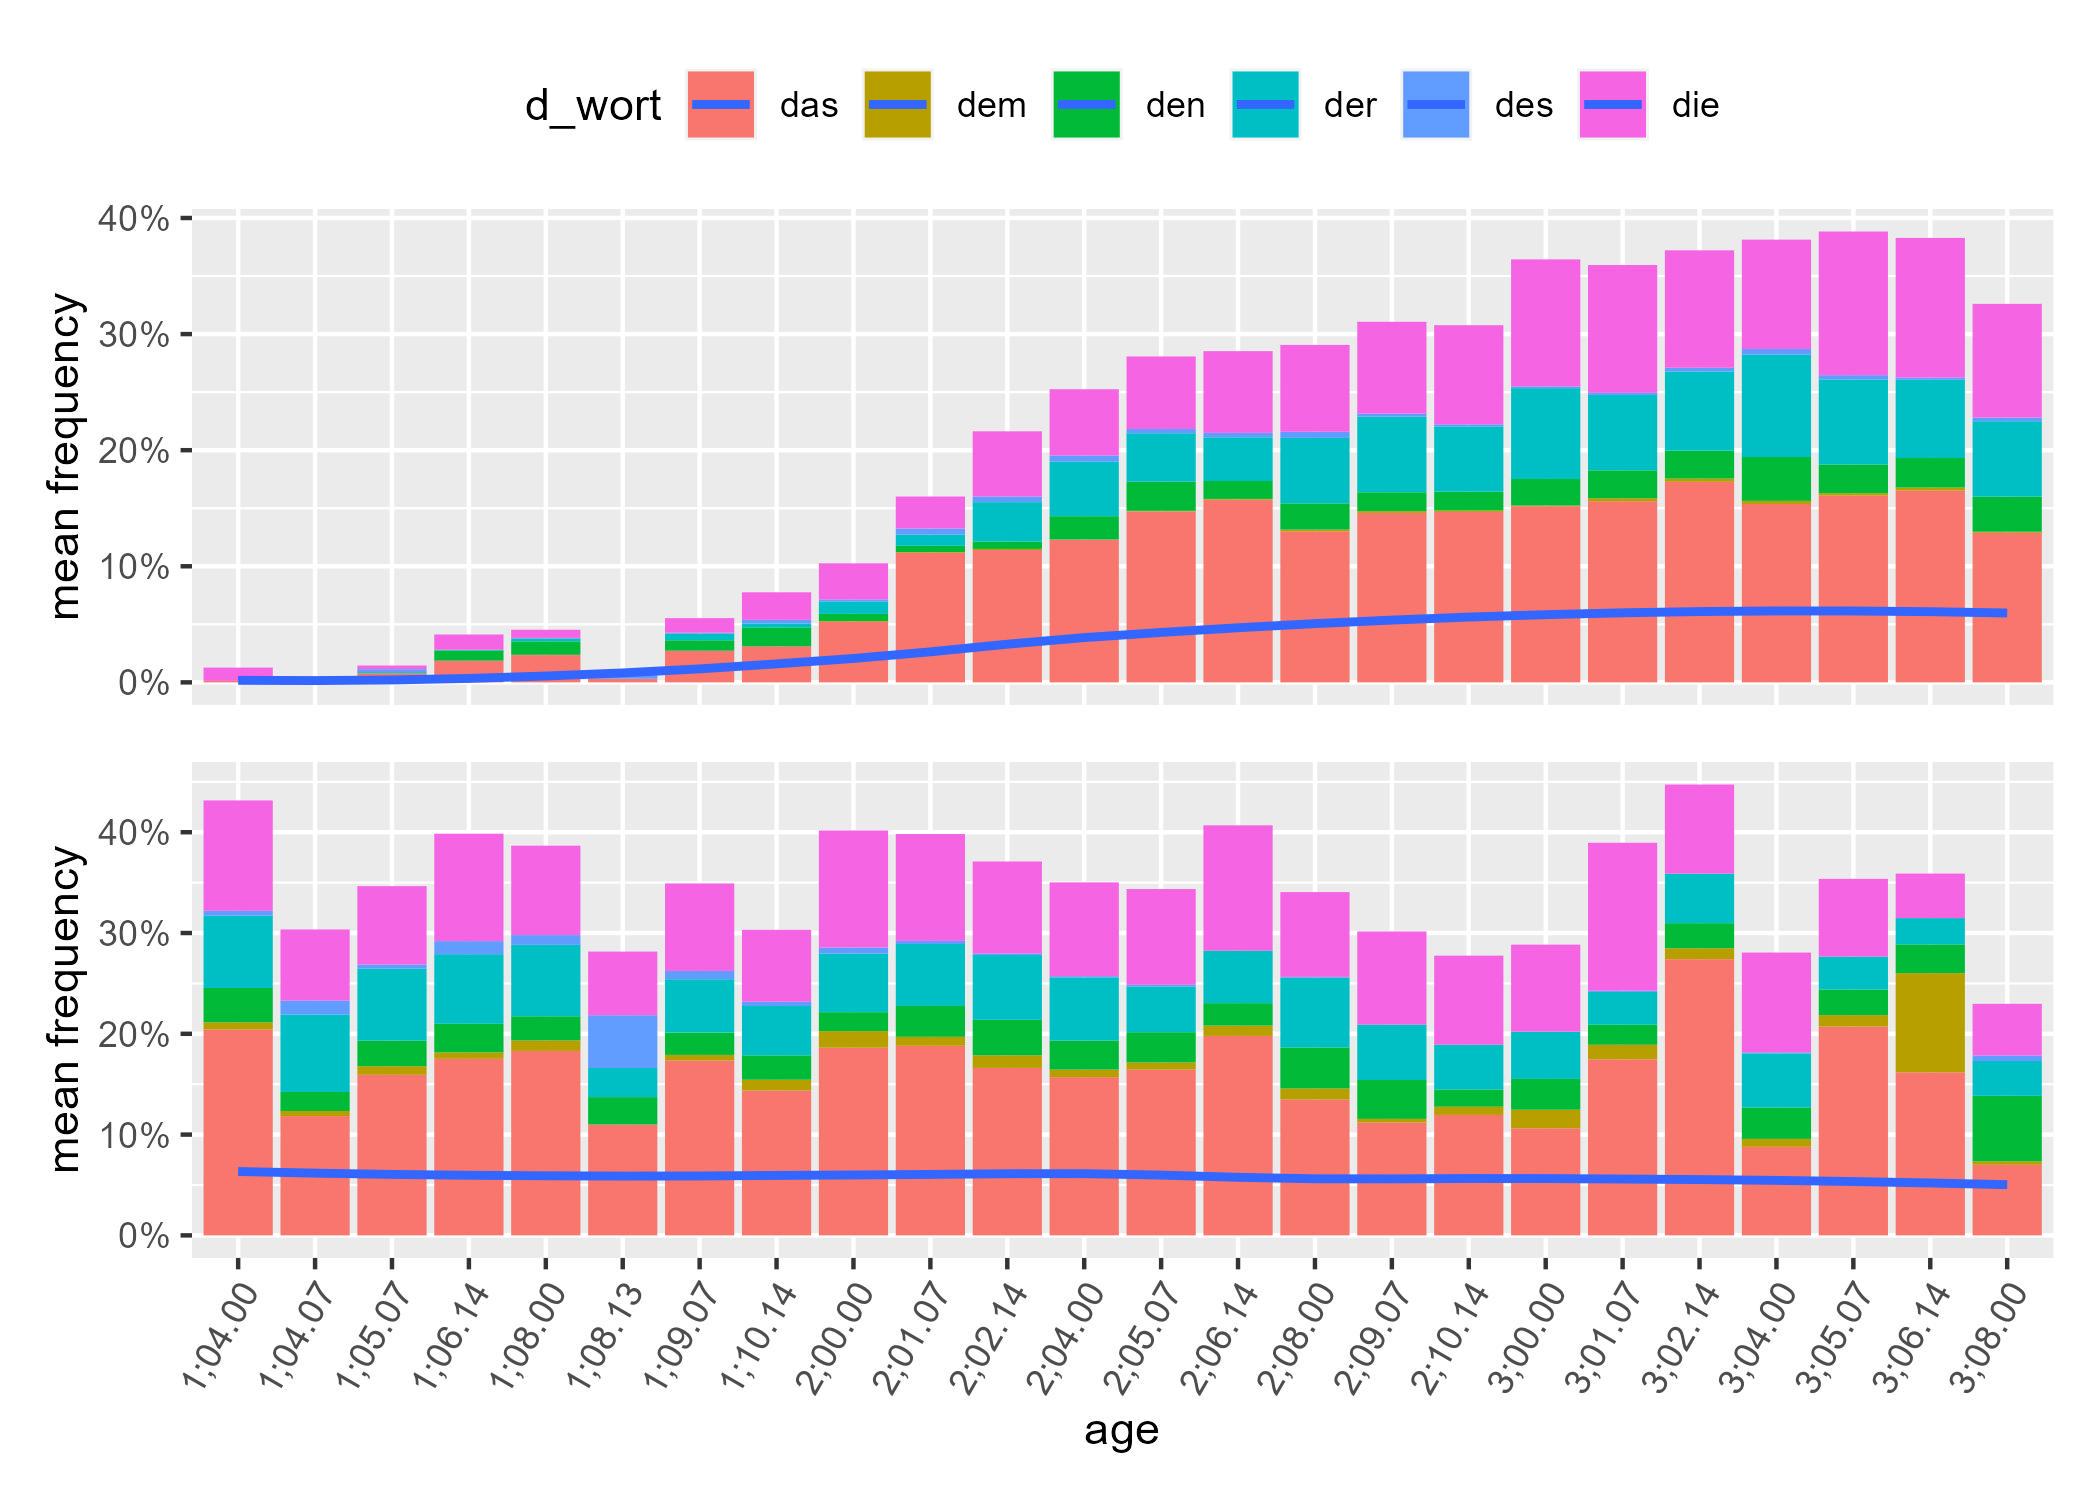 d_wort das dem den der des die
mean frequency
40%
30%
20%
10%
0%
mean frequency
40%
30%
20%
10%
0%
1;04.00 1;04.07 1;05.07 1;06.14 1;08.00 1;08.13 1;09.07 1;10.14 2;00.00 2;01.07 2;02.14 2;04.00 2;05.07 2;06.14 2;08.00 2;09.07 2;10.14 3;00.00 3;01.07 3;02.14 3;04.00 3;05.07 3;06.14 3;08.00
age